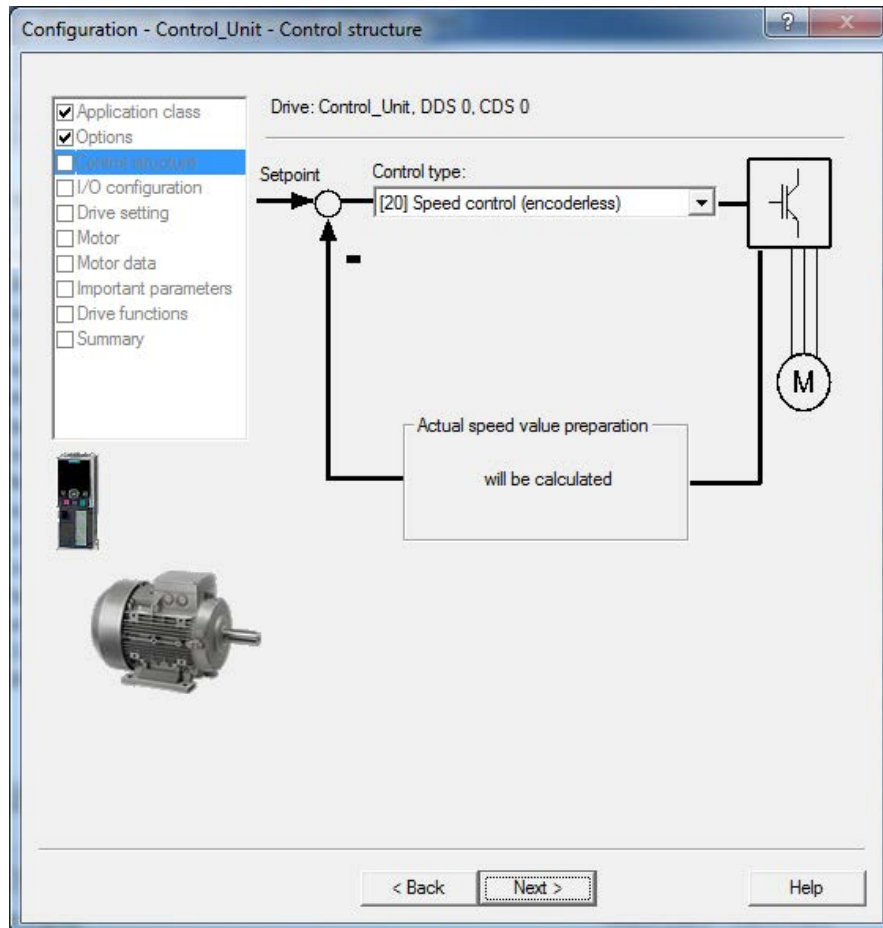 Configuration - Control_Unit - Control structure
?
Application class
Options
Control structure
I/O configuration
Drive setting
Motor
Motor data
Important parameters
Drive functions
Summary
Drive: Control_Unit, DDS 0, CDS 0
Setpoint
Control type:
[20] Speed control (encoderless)
-
M
Actual speed value preparation
will be calculated
< Back
Next >
Help